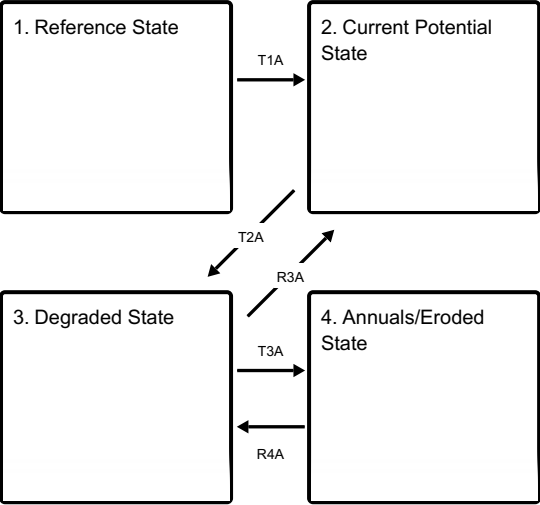 1. Reference State
2. Current Potential
State
T1A
T2A
R3A
3. Degraded State
4. Annuals/Eroded
State
T3A
R4A